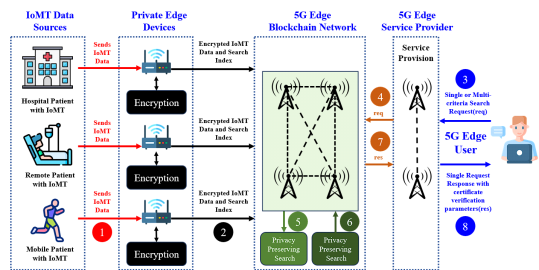 IoMT Data
Sources
Private Edge
Devices
5G Edge
Blockchain Network
5G Edge
Service Provider
Sends
IoMT
Data
Encrypted IoMT
Data and Search
Index
Encryption
Hospital Patient
with IoMT
Sends
IoMT
Data
Encrypted IoMT
Data and Search
Index
Encryption
Remote Patient
with IoMT
Sends
IoMT
Data
Encrypted IoMT
Data and Search
Index
Encryption
Mobile Patient
with IoMT
1
2
5
6
Privacy
Preserving
Search
Privacy
Preserving
Search
4
req
7
res
Service
Provision
3
Single or Multi-
criteria Search
Request(req)
5G Edge
User
Single Request
Response with
certificate
verification
parameters(res)
8